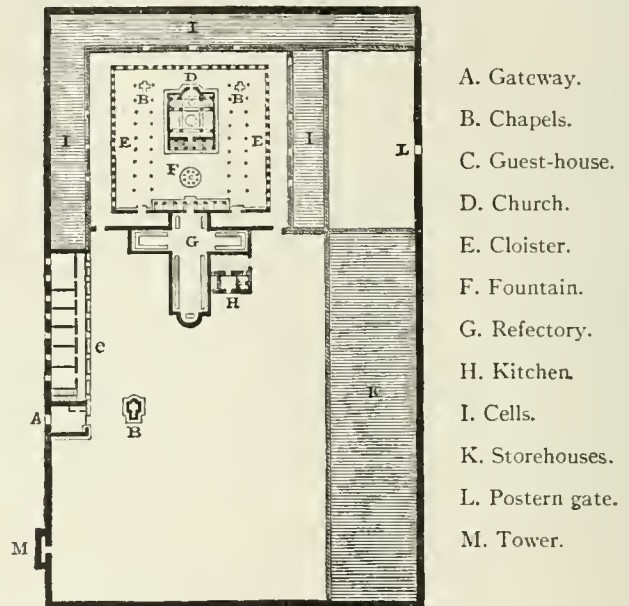 I
D
B
B
I
I
E
E
L
F
G
H
C
K
A
B
M
A. Gateway.
B. Chapels.
C. Guest-house.
D. Church.
E. Cloister.
F. Fountain.
G. Refectory.
H. Kitchen.
I. Cells.
K. Storehouses.
L. Postern gate.
M. Tower.